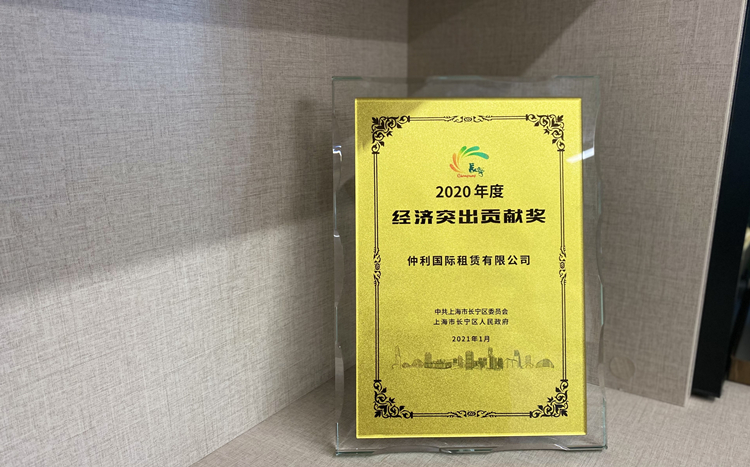 2020年度
经济突出贡献奖
仲利国际租赁有限公司
中共上海市长宁区委员会
上海市长宁区人民政府
2021年1月